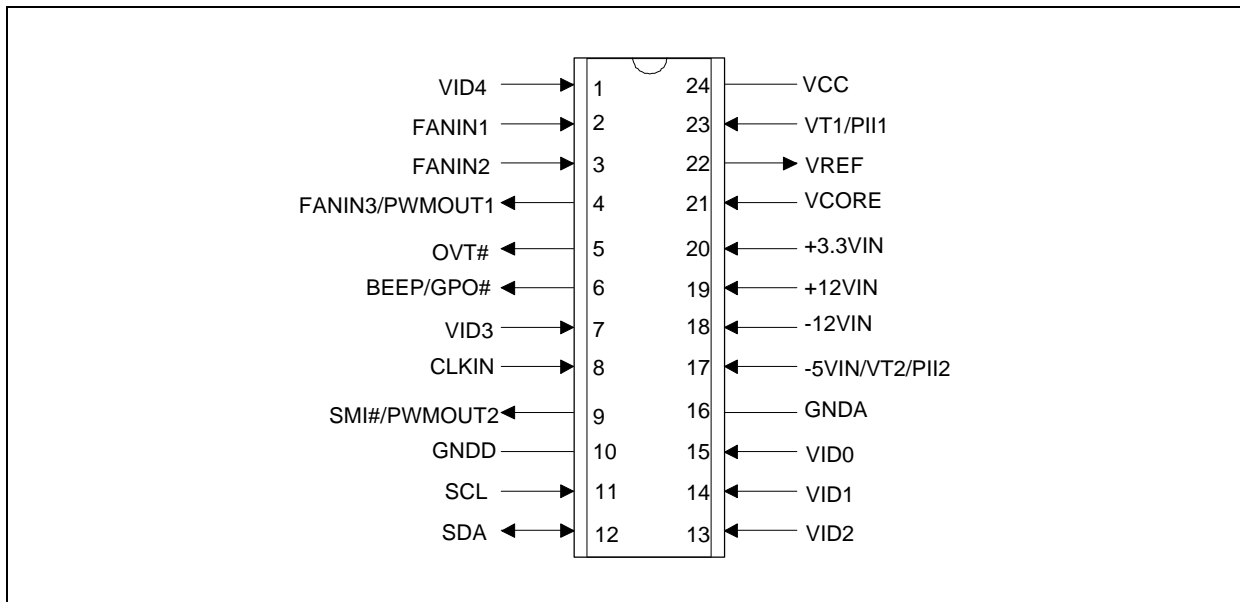 VID4 1 24 VCC
FANIN1 2 23 VT1/PII1
FANIN2 3 22 VREF
FANIN3/PWMOUT1 4 21 VCORE
OVT# 5 20 +3.3VIN
BEEP/GPO# 6 19 +12VIN
VID3 7 18 -12VIN
CLKIN 8 17 -5VIN/VT2/PII2
SMI#/PWMOUT2 9 16 GNDA
GNDD 10 15 VID0
SCL 11 14 VID1
SDA 12 13 VID2